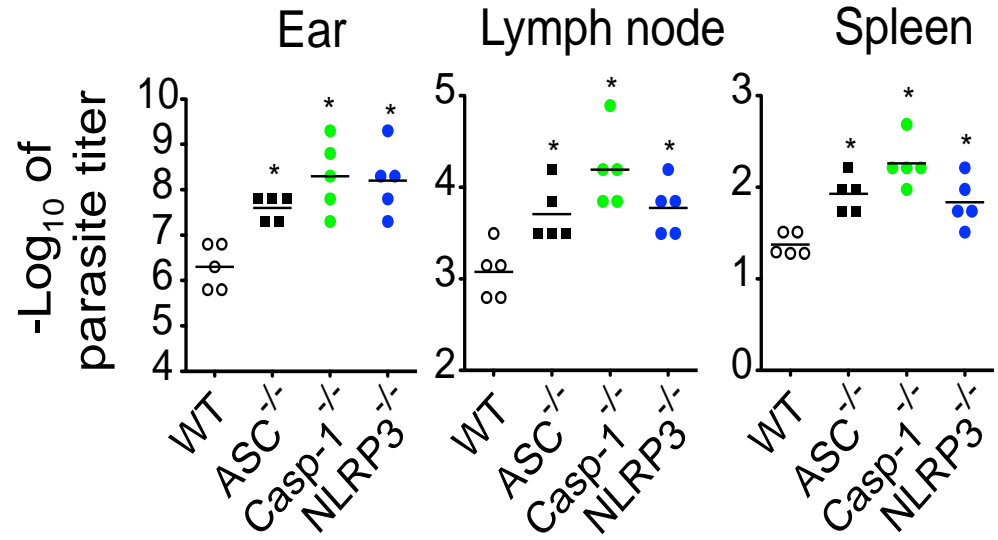 Ear
Lymph node
Spleen
-Log₁₀ of
parasite titer
10
9
8
7
6
5
4
*
*
*
WT
ASC⁻/⁻
Casp-1⁻/⁻
NLRP3⁻/⁻
5
4
3
2
*
*
*
WT
ASC⁻/⁻
Casp-1⁻/⁻
NLRP3⁻/⁻
3
2
1
0
*
*
*
WT
ASC⁻/⁻
Casp-1⁻/⁻
NLRP3⁻/⁻